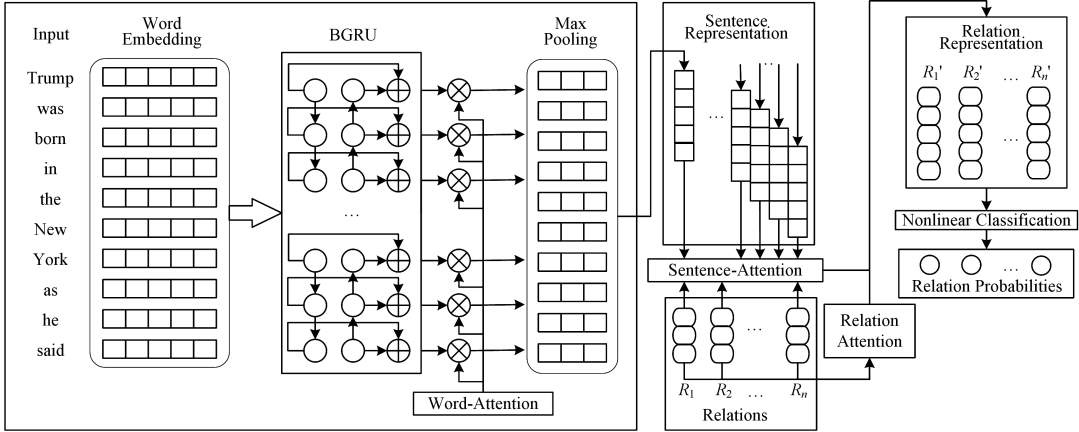 Input
Word
Embedding
BGRU
Max
Pooling
Trump
was
born
in
the
New
York
as
he
said
...
Word-Attention
Sentence
Representation
...
...
Sentence-Attention
...
R1 R2 ... Rn
Relations
Relation
Attention
Relation
Representation
R1' R2' ... Rn'
...
Nonlinear Classification
...
Relation Probabilities